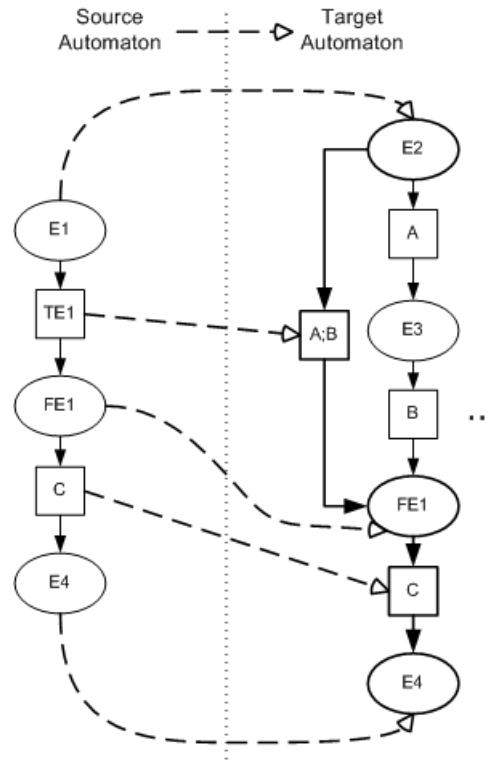 Source
Automaton
Target
Automaton
E2
E1
A
TE1
A;B
E3
FE1
B
..
C
FE1
E4
C
E4